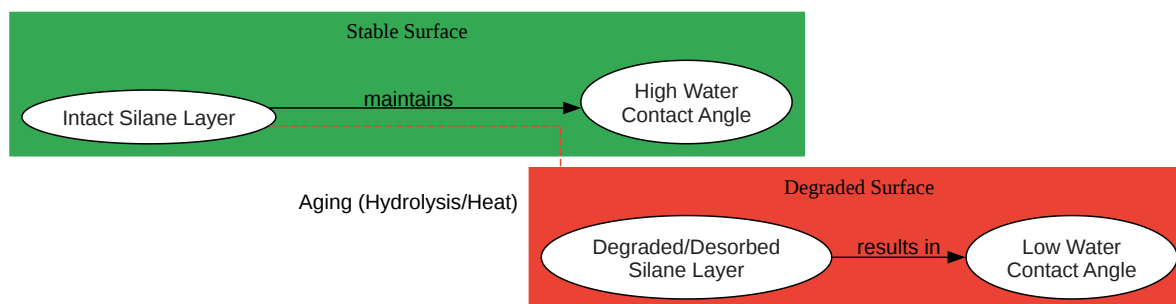 Stable Surface
Intact Silane Layer
maintains
High Water
Contact Angle
Aging (Hydrolysis/Heat)
Degraded Surface
Degraded/Desorbed
Silane Layer
results in
Low Water
Contact Angle